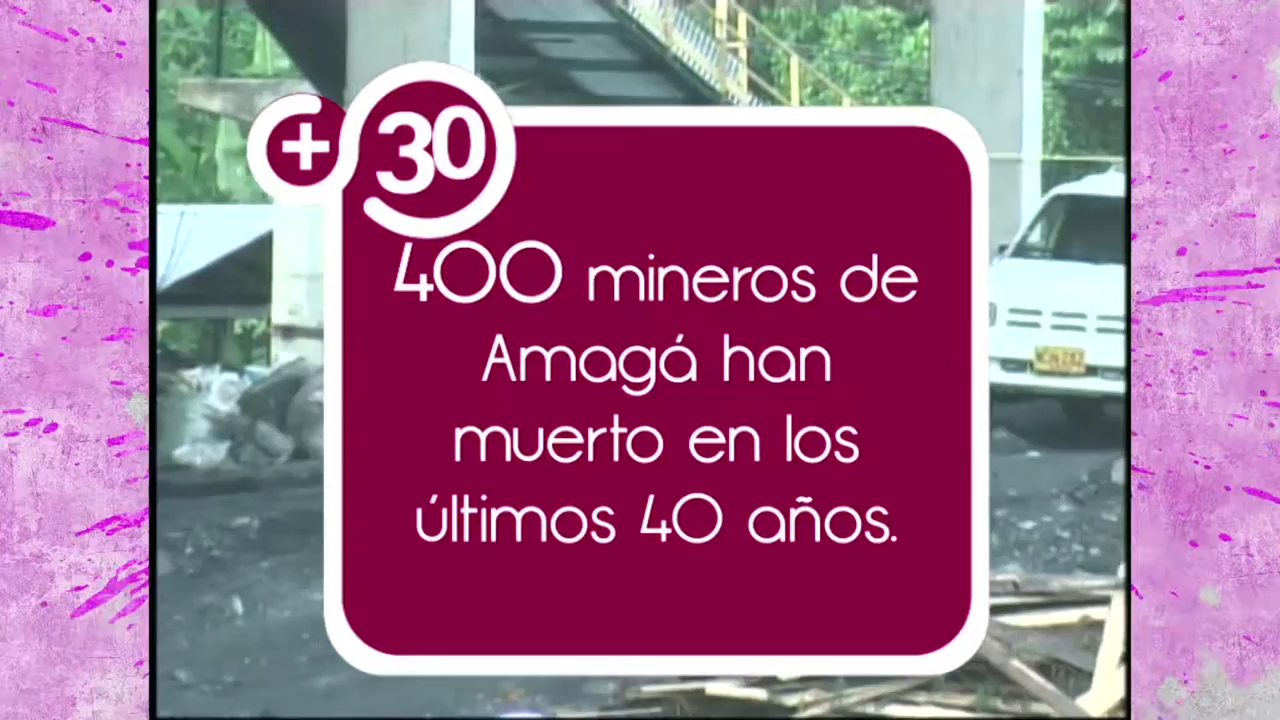 + 30
400 mineros de
Amagá han
muerto en los
últimos 40 años.